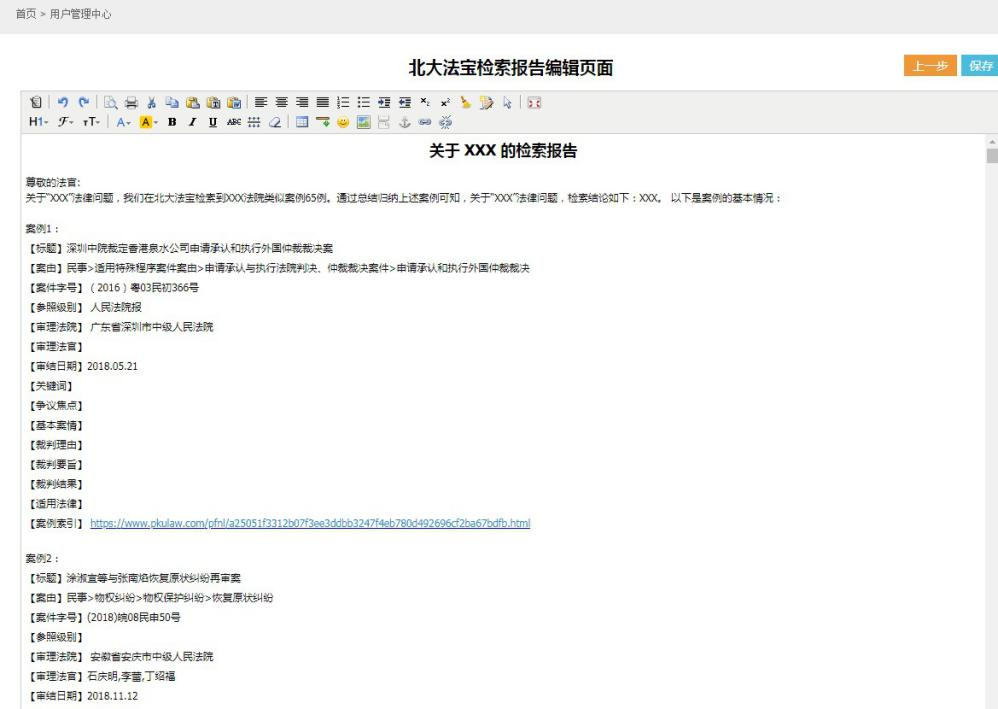 首页 > 用户管理中心
北大法宝检索报告编辑页面
上一步 保存
H1 F тT A A B I U ABC
关于 XXX 的检索报告
尊敬的法官：
关于“XXX”法律问题，我们在北大法宝检索到XXX法院类似案例65例。通过总结归纳上述案例可知，关于“XXX”法律问题，检索结论如下：XXX。 以下是案例的基本情况：
案例1：
【标题】深圳中院裁定香港泉水公司申请承认和执行外国仲裁裁决案
【案由】民事>适用特殊程序案件案由>申请承认与执行法院判决、仲裁裁决案件>申请承认和执行外国仲裁裁决
【案件字号】（2016）粤03民初366号
【参照级别】 人民法院报
【审理法院】 广东省深圳市中级人民法院
【审理法官】
【审结日期】2018.05.21
【关键词】
【争议焦点】
【基本案情】
【裁判理由】
【裁判要旨】
【裁判结果】
【适用法律】
【案例索引】 https://www.pkulaw.com/pfnl/a25051f3312b07f3ee3ddbb3247f4eb780d492696cf2ba67bdfb.html
案例2：
【标题】涂淑宣等与张南焰恢复原状纠纷再审案
【案由】民事>物权纠纷>物权保护纠纷>恢复原状纠纷
【案件字号】(2018)皖08民申50号
【参照级别】
【审理法院】 安徽省安庆市中级人民法院
【审理法官】石庆明,李蕾,丁绍福
【审结日期】2018.11.12